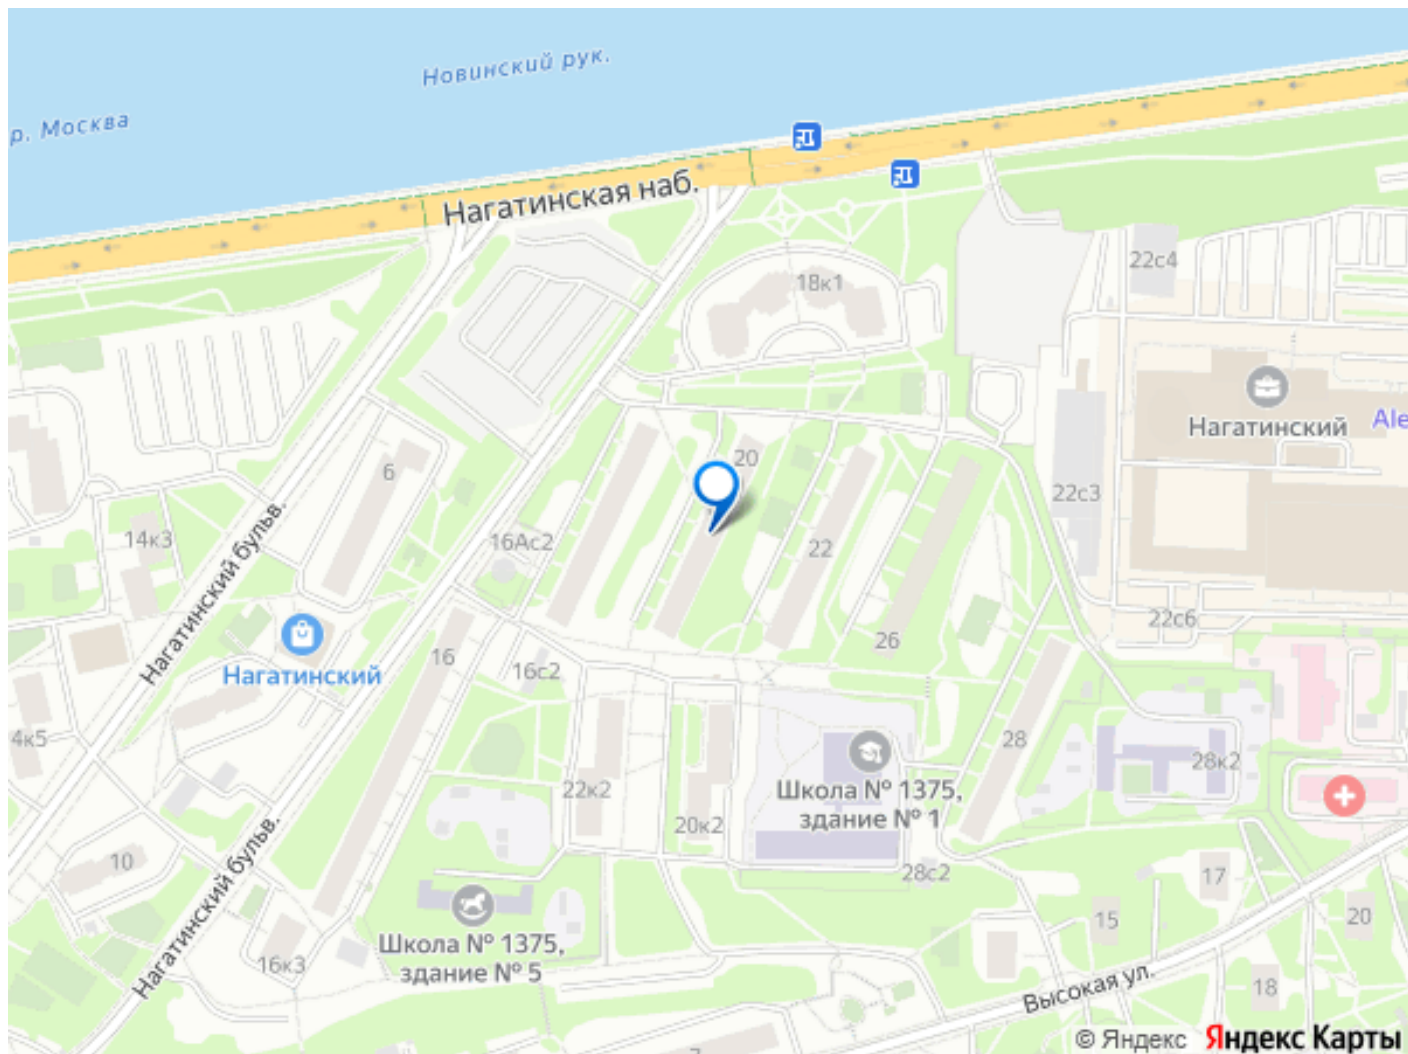 Новинский рук.
р. Москва
Нагатинская наб.
22с4
18к1
Нагатинский
Ale
6
20
22с3
14к3
16Ас2
22
Нагатинский бульв.
22с6
26
Нагатинский
16
16с2
4к5
28
28к2
22к2
Школа № 1375,
здание № 1
20к2
10
28с2
17
15
20
Нагатинский бульв.
Школа № 1375,
здание № 5
16к3
Высокая ул.
18
© Яндекс Яндекс Карты